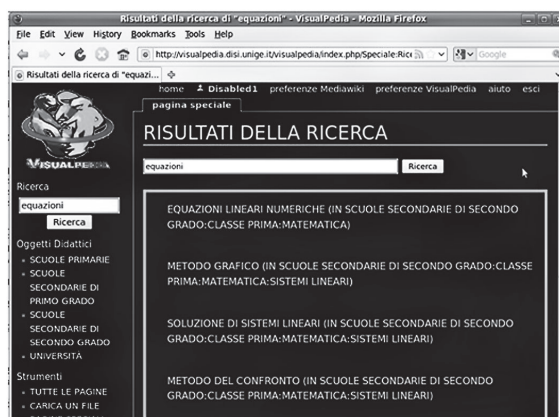 Risultati della ricerca di "equazioni" - VisualPedia - Mozilla Firefox
File Edit View History Bookmarks Tools Help
http://visualpedia.disi.unige.it/visualpedia/index.php/Speciale:Rice
Google
Risultati della ricerca di "equazi...
home Disabled1 preferenze Mediawiki preferenze VisualPedia aiuto esci
pagina speciale
VISUALPEDIA
RISULTATI DELLA RICERCA
equazioni Ricerca
Ricerca
equazioni
Ricerca
Oggetti Didattici
SCUOLE PRIMARIE
SCUOLE
SECONDARIE DI
PRIMO GRADO
SCUOLE
SECONDARIE DI
SECONDO GRADO
UNIVERSITÀ
Strumenti
TUTTE LE PAGINE
CARICA UN FILE
EQUAZIONI LINEARI NUMERICHE (IN SCUOLE SECONDARIE DI SECONDO
GRADO:CLASSE PRIMA:MATEMATICA)
METODO GRAFICO (IN SCUOLE SECONDARIE DI SECONDO GRADO:CLASSE
PRIMA:MATEMATICA:SISTEMI LINEARI)
SOLUZIONE DI SISTEMI LINEARI (IN SCUOLE SECONDARIE DI SECONDO
GRADO:CLASSE PRIMA:MATEMATICA:SISTEMI LINEARI)
METODO DEL CONFRONTO (IN SCUOLE SECONDARIE DI SECONDO
GRADO:CLASSE PRIMA:MATEMATICA:SISTEMI LINEARI)